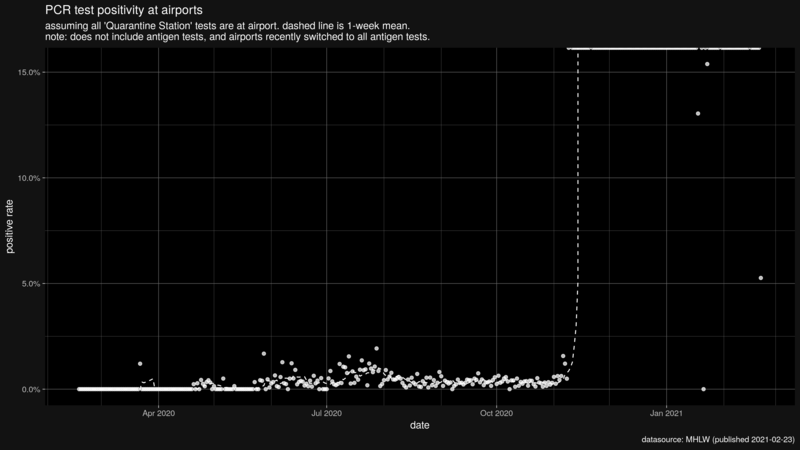 PCR test positivity at airports
assuming all 'Quarantine Station' tests are at airport. dashed line is 1-week mean.
note: does not include antigen tests, and airports recently switched to all antigen tests.
15.0%
10.0%
5.0%
0.0%
positive rate
Apr 2020 Jul 2020 Oct 2020 Jan 2021
date
datasource: MHLW (published 2021-02-23)